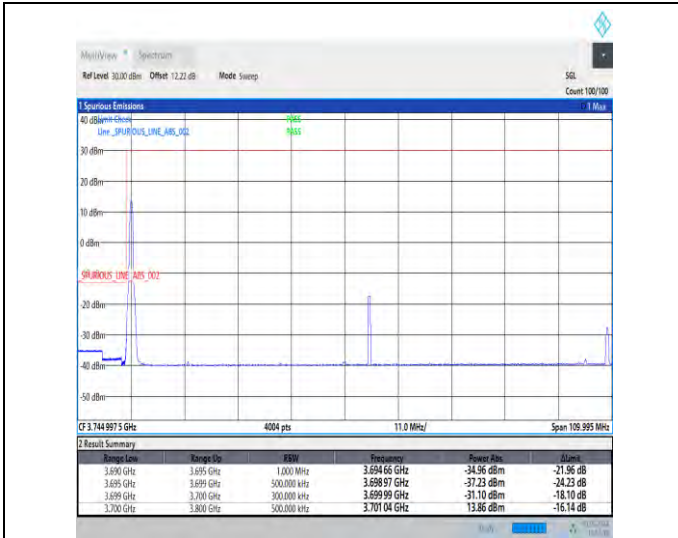 MultiView Spectrum
Ref Level 30.00 dBm Offset 12.22 dB Mode Sweep SGL
Count 100/100
1 Spurious Emissions 1 Max
40 dBm Limit Check PASS
Line _SPURIOUS_LINE_ABS_002 PASS
30 dBm
20 dBm
10 dBm
0 dBm
_SPURIOUS_LINE_ABS_002
-20 dBm
-30 dBm
-40 dBm
-50 dBm
CF 3.744 997 5 GHz 4004 pts 11.0 MHz/ Span 109.995 MHz
2 Result Summary
Range Low Range Up RBW Frequency Power Abs ΔLimit
3.690 GHz 3.695 GHz 1.000 MHz 3.694 66 GHz -34.96 dBm -21.96 dB
3.695 GHz 3.699 GHz 500.000 kHz 3.698 97 GHz -37.23 dBm -24.23 dB
3.699 GHz 3.700 GHz 300.000 kHz 3.699 99 GHz -31.10 dBm -18.10 dB
3.700 GHz 3.800 GHz 500.000 kHz 3.701 04 GHz 13.86 dBm -16.14 dB